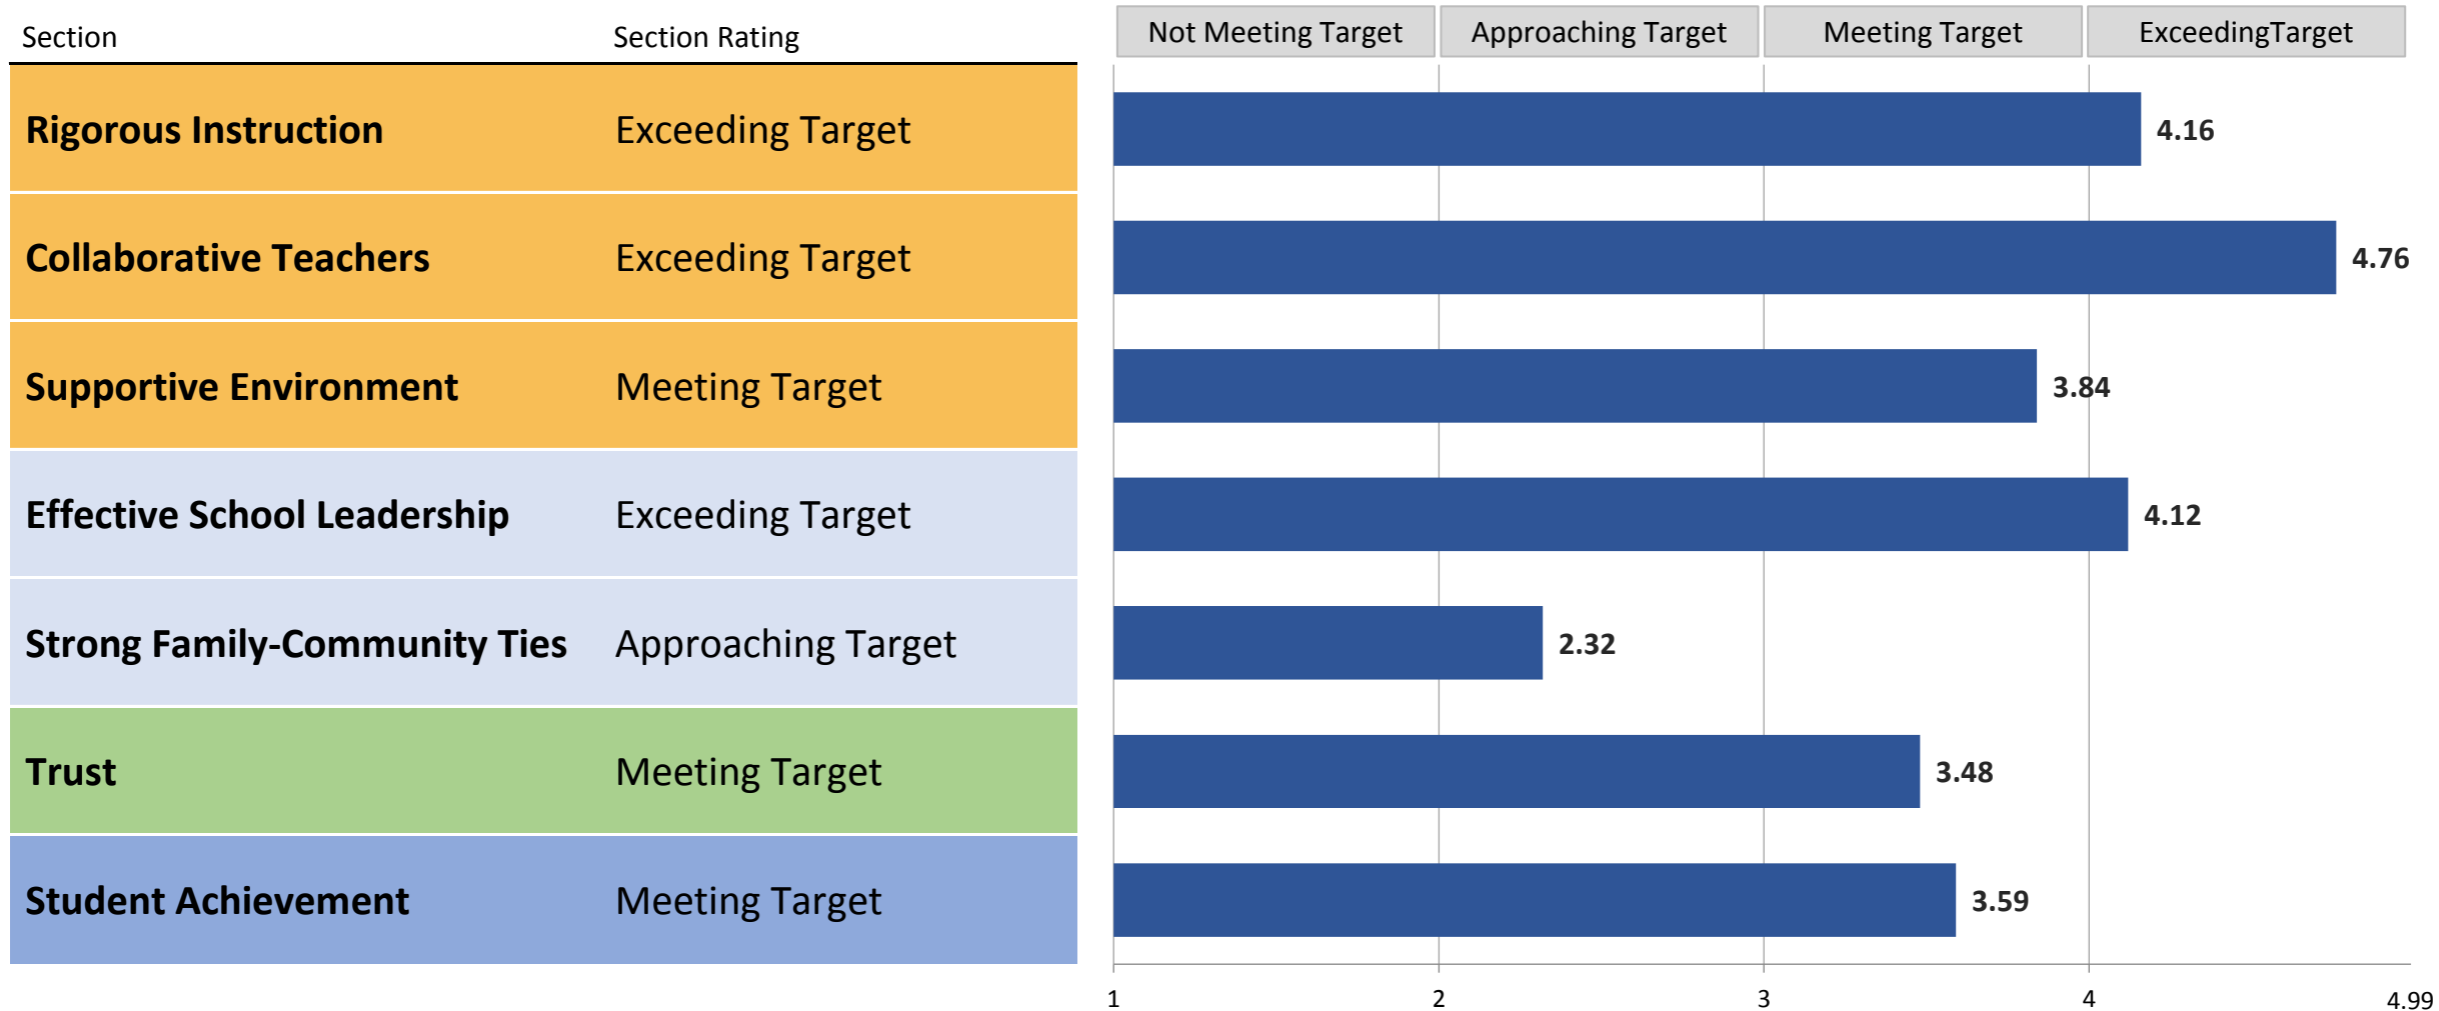 Section Section Rating Not Meeting Target Approaching Target Meeting Target ExceedingTarget
Rigorous Instruction Exceeding Target 4.16
Collaborative Teachers Exceeding Target 4.76
Supportive Environment Meeting Target 3.84
Effective School Leadership Exceeding Target 4.12
Strong Family-Community Ties Approaching Target 2.32
Trust Meeting Target 3.48
Student Achievement Meeting Target 3.59
1 2 3 4 4.99